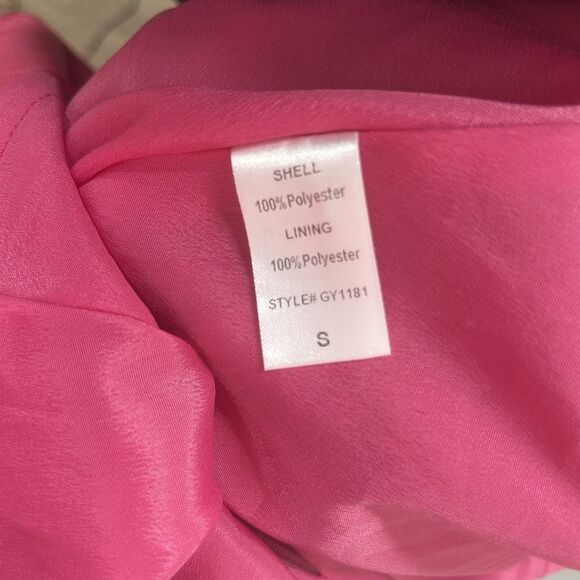 SHELL
100%Polyester
LINING
100%Polyester
STYLE# GY1181
S